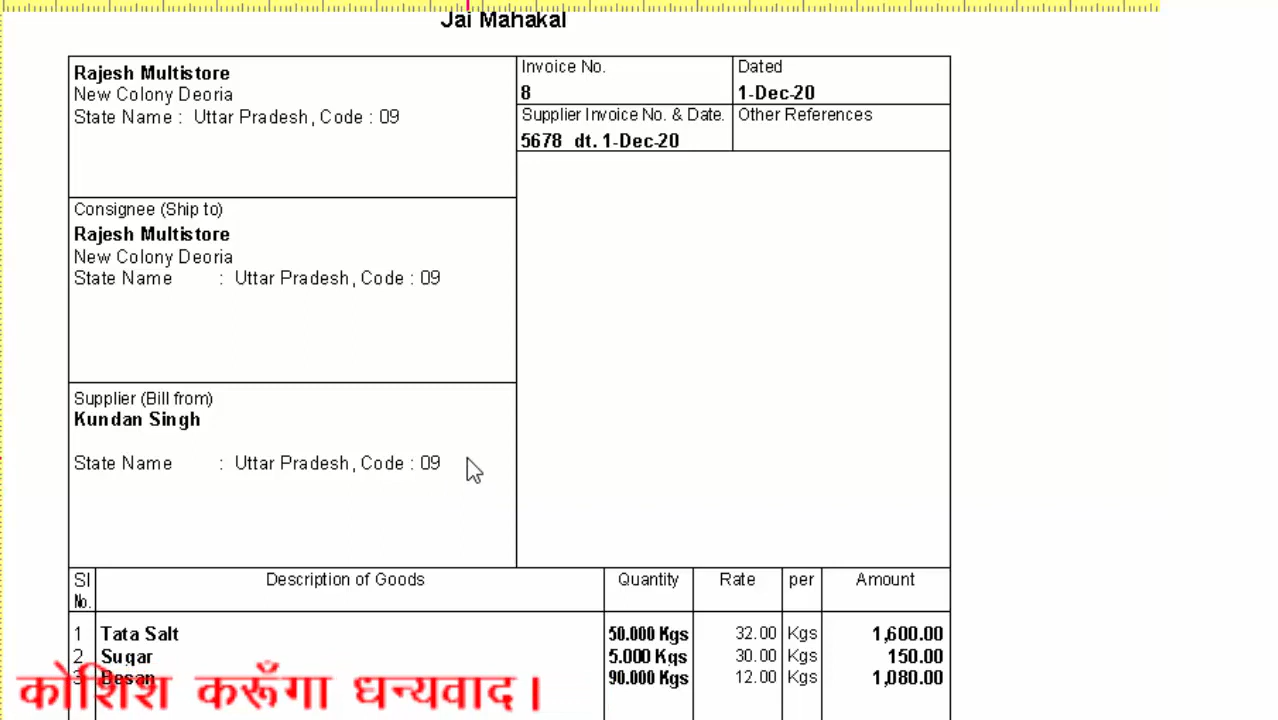 Jai Mahakal
Rajesh Multistore
New Colony Deoria
State Name : Uttar Pradesh, Code : 09
Invoice No.
8
Dated
1-Dec-20
Supplier Invoice No. & Date.
5678 dt. 1-Dec-20
Other References
Consignee (Ship to)
Rajesh Multistore
New Colony Deoria
State Name : Uttar Pradesh, Code : 09
Supplier (Bill from)
Kundan Singh
State Name : Uttar Pradesh, Code : 09
Sl No. Description of Goods Quantity Rate per Amount
1 Tata Salt 50.000 Kgs 32.00 Kgs 1,600.00
2 Sugar 5.000 Kgs 30.00 Kgs 150.00
3 Besan 90.000 Kgs 12.00 Kgs 1,080.00
कोशिश करूँगा धन्यवाद।